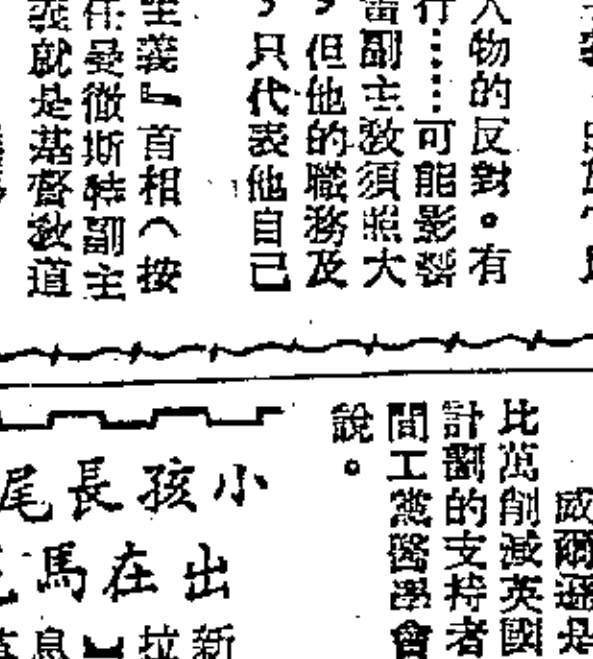 物的反對。有
行……可能影響
當副主教須照大
，但他的職務及
，只代表他自己
主義』首相（按
任曼徹斯特副主
義就是基督教道
威爾遜是
比萬削減英國
計劃的支持者
間工黨醫學會
說。
小孩長尾
出在馬
新
拉
息